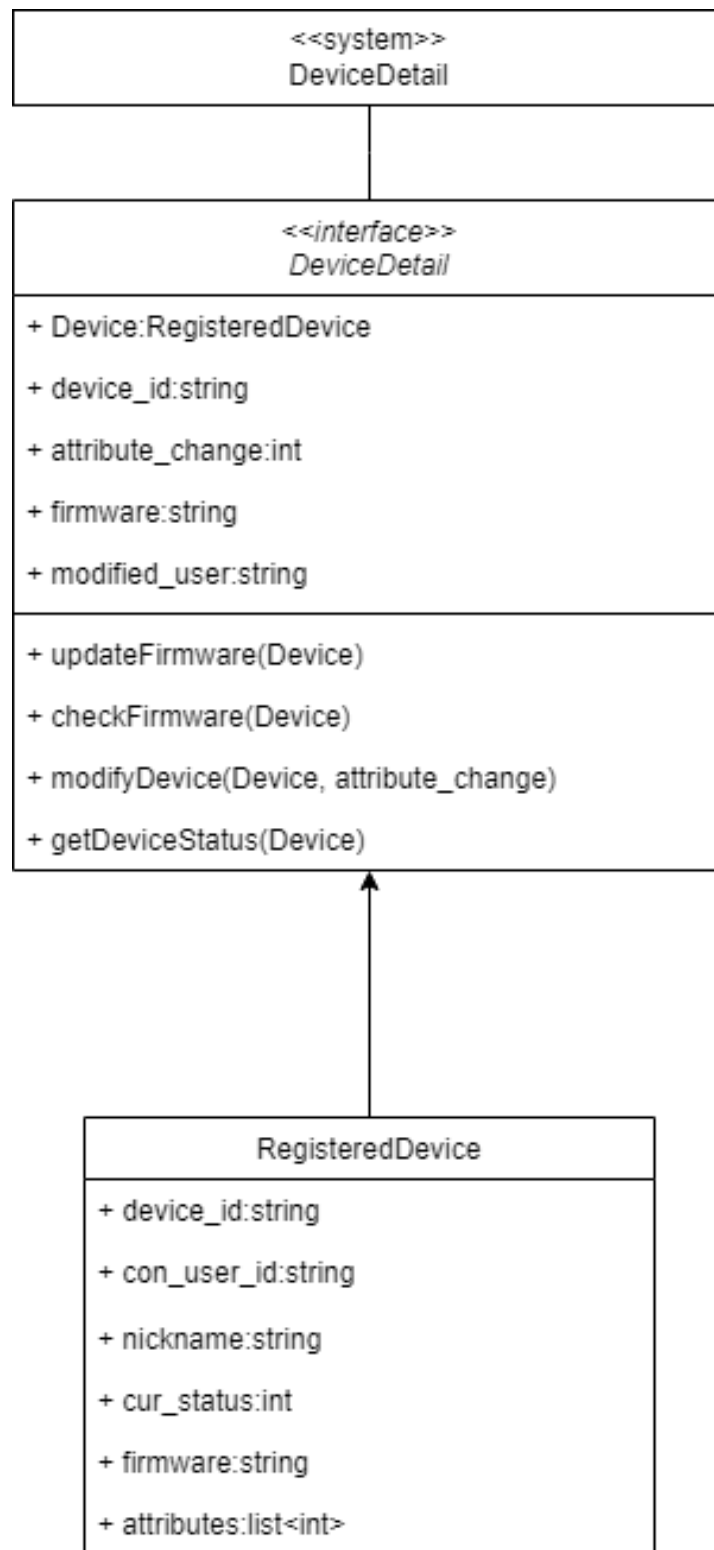 <<system>>
DeviceDetail
<<interface>>
DeviceDetail
+ Device:RegisteredDevice
+ device_id:string
+ attribute_change:int
+ firmware:string
+ modified_user:string
+ updateFirmware(Device)
+ checkFirmware(Device)
+ modifyDevice(Device, attribute_change)
+ getDeviceStatus(Device)
RegisteredDevice
+ device_id:string
+ con_user_id:string
+ nickname:string
+ cur_status:int
+ firmware:string
+ attributes:list<int>